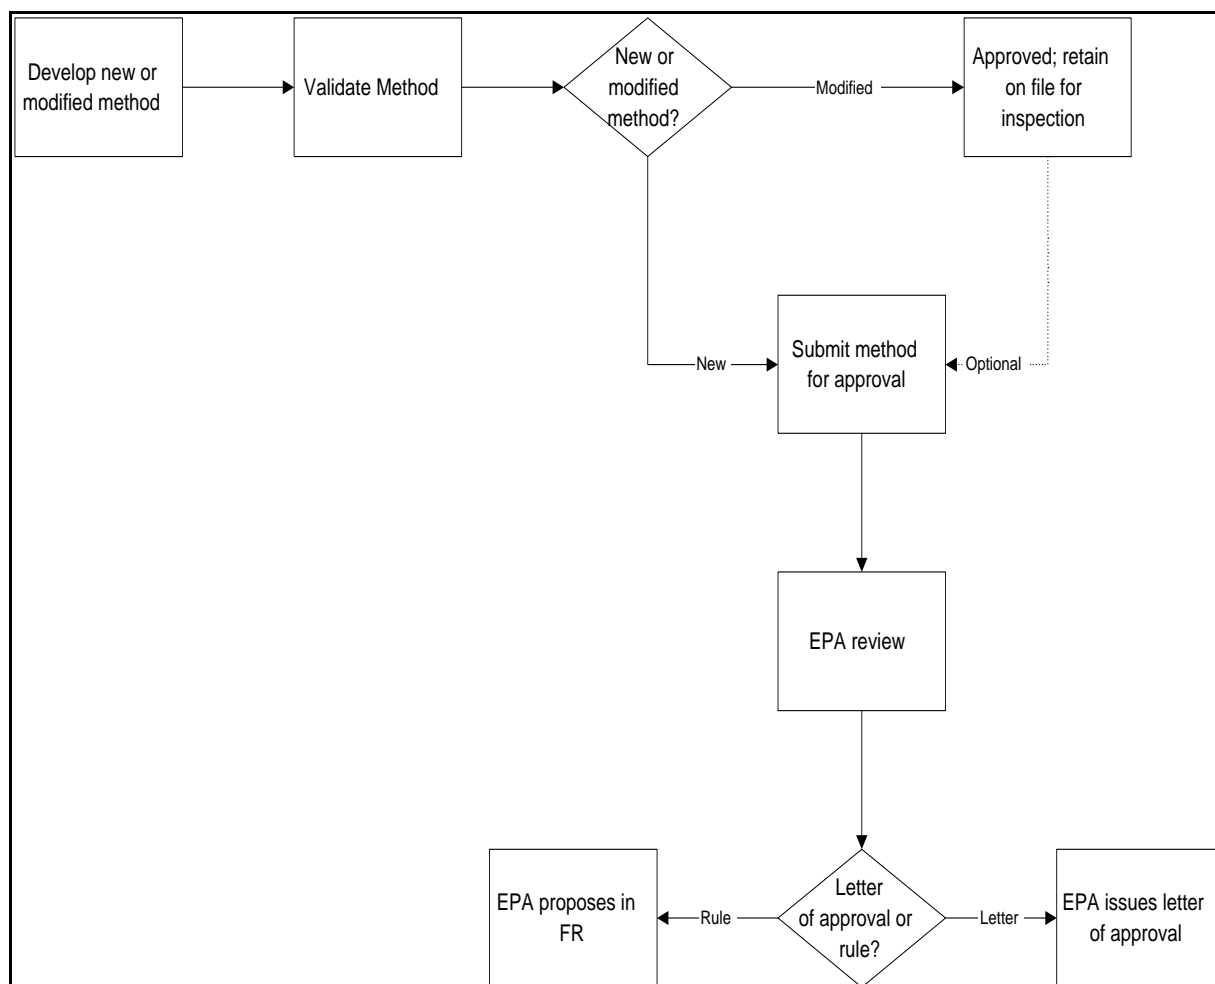 Develop new or
modified method
Validate Method
New or
modified
method?
Modified
Approved; retain
on file for
inspection
New
Submit method
for approval
Optional
EPA review
EPA proposes in
FR
Rule
Letter
of approval or
rule?
Letter
EPA issues letter
of approval